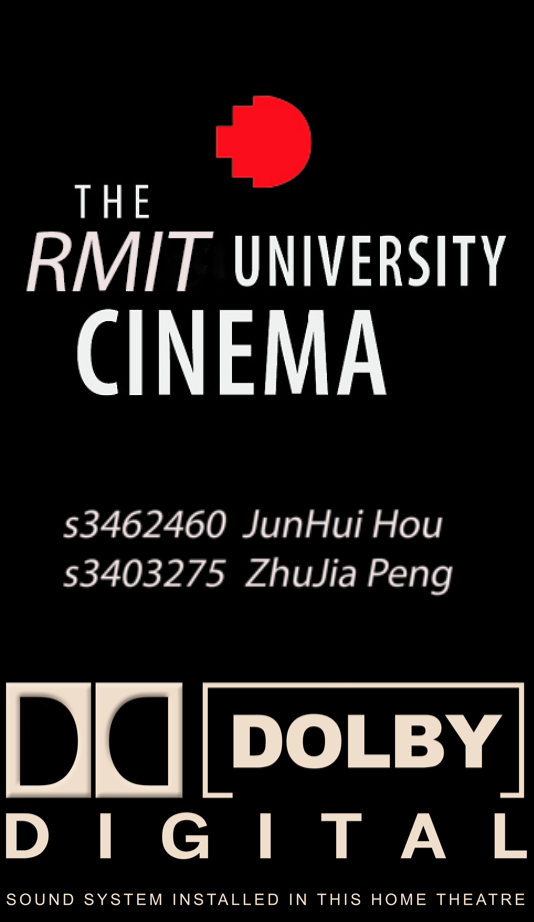 THE
RMIT UNIVERSITY
CINEMA
s3462460 JunHui Hou
s3403275 ZhuJia Peng
DOLBY
DIGITAL
SOUND SYSTEM INSTALLED IN THIS HOME THEATRE